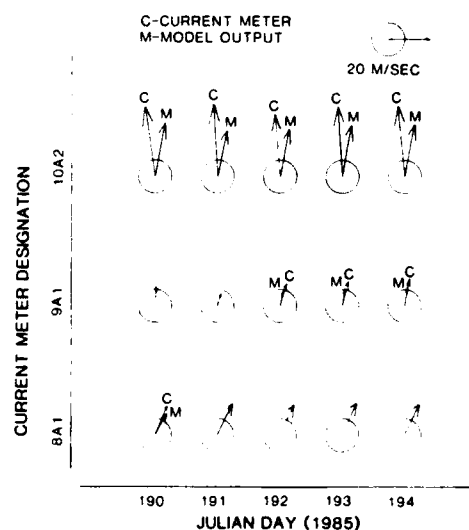 C-CURRENT METER
M-MODEL OUTPUT
20 M/SEC
CURRENT METER DESIGNATION
10A2
C M
C M
C M
C M
C M
9A1
M C
M C
M C
8A1
C
M
190 191 192 193 194
JULIAN DAY (1985)